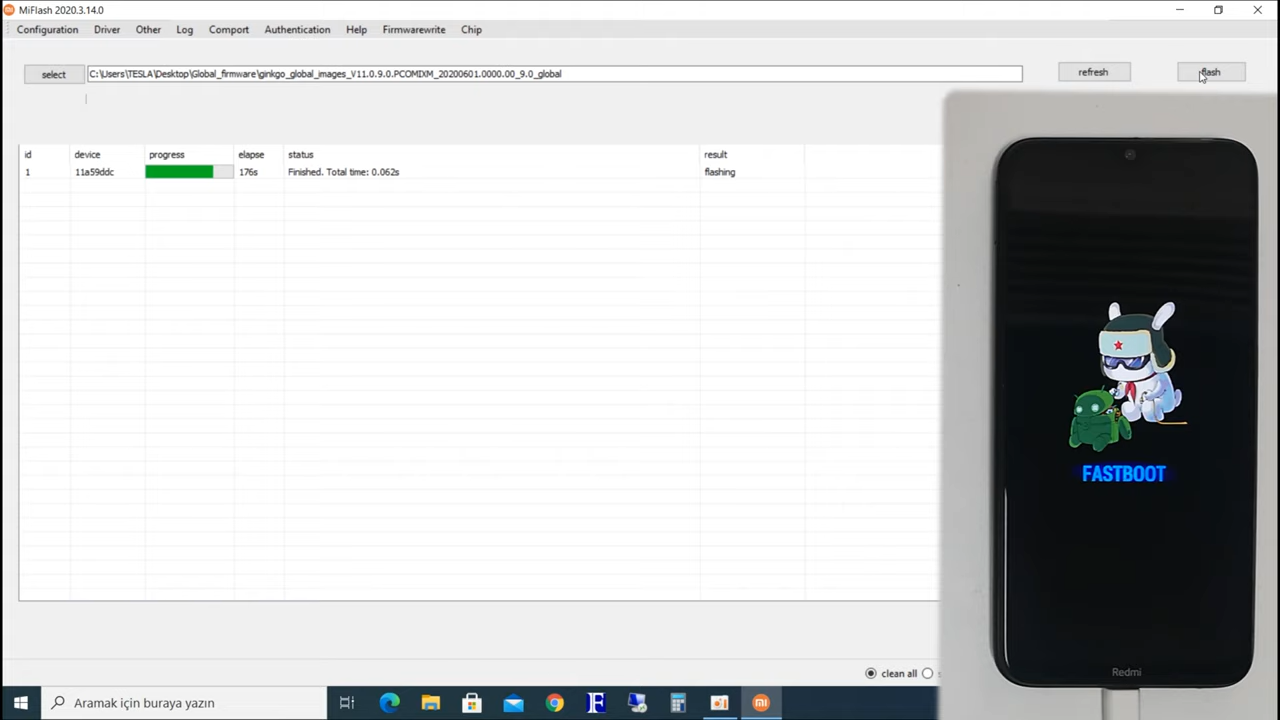 MiFlash 2020.3.14.0
Configuration Driver Other Log Comport Authentication Help Firmwarewrite Chip
select C:\Users\TESLA\Desktop\Global_firmware\ginkgo_global_images_V11.0.9.0.PCOMIXM_20200601.0000.00_9.0_global refresh flash
id device progress elapse status result
1 11a59ddc 176s Finished. Total time: 0.062s flashing
FASTBOOT
Redmi
clean all
Aramak için buraya yazın